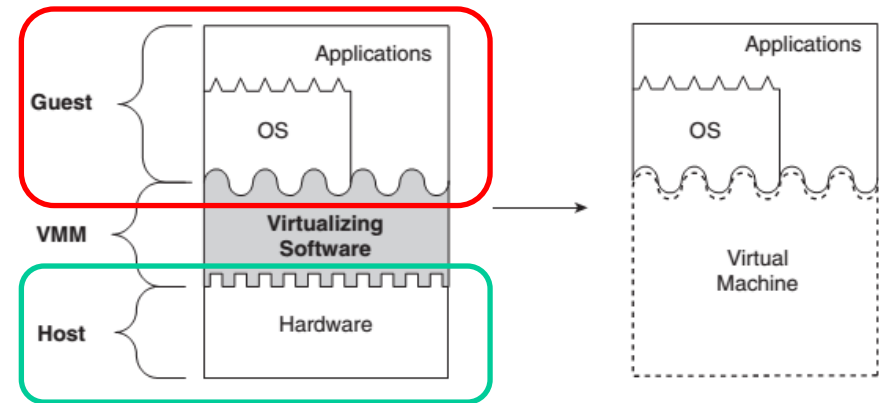 Applications
Guest
OS
VMM
Virtualizing
Software
Host
Hardware
Applications
OS
Virtual
Machine